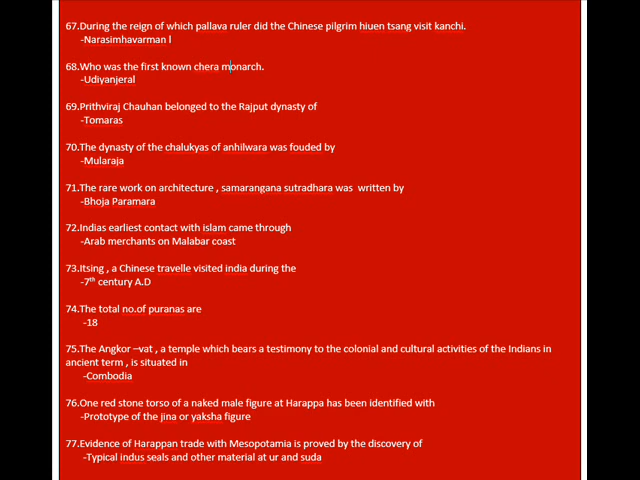 67.During the reign of which pallava ruler did the Chinese pilgrim hiuen tsang visit kanchi.
-Narasimhavarman l
68.Who was the first known chera monarch.
-Udiyanjeral
69.Prithviraj Chauhan belonged to the Rajput dynasty of
-Tomaras
70.The dynasty of the chalukyas of anhilwara was fouded by
-Mularaja
71.The rare work on architecture , samarangana sutradhara was  written by
-Bhoja Paramara
72.Indias earliest contact with islam came through
-Arab merchants on Malabar coast
73.Itsing , a Chinese travelle visited india during the
-7th century A.D
74.The total no.of puranas are
-18
75.The Angkor –vat , a temple which bears a testimony to the colonial and cultural activities of the Indians in
ancient term , is situated in
-Combodia
76.One red stone torso of a naked male figure at Harappa has been identified with
-Prototype of the jina or yaksha figure
77.Evidence of Harappan trade with Mesopotamia is proved by the discovery of
-Typical indus seals and other material at ur and suda